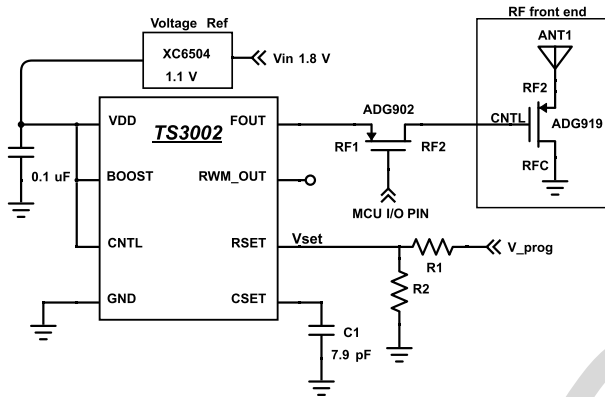 RF front end
Voltage Ref
ANT1
XC6504
1.1 V
Vin 1.8 V
RF2
CNTL
ADG919
RFC
ADG902
TS3002
VDD
FOUT
RF1
RF2
0.1 uF
BOOST
RWM_OUT
MCU I/O PIN
CNTL
RSET
Vset
V_prog
R1
R2
GND
CSET
C1
7.9 pF